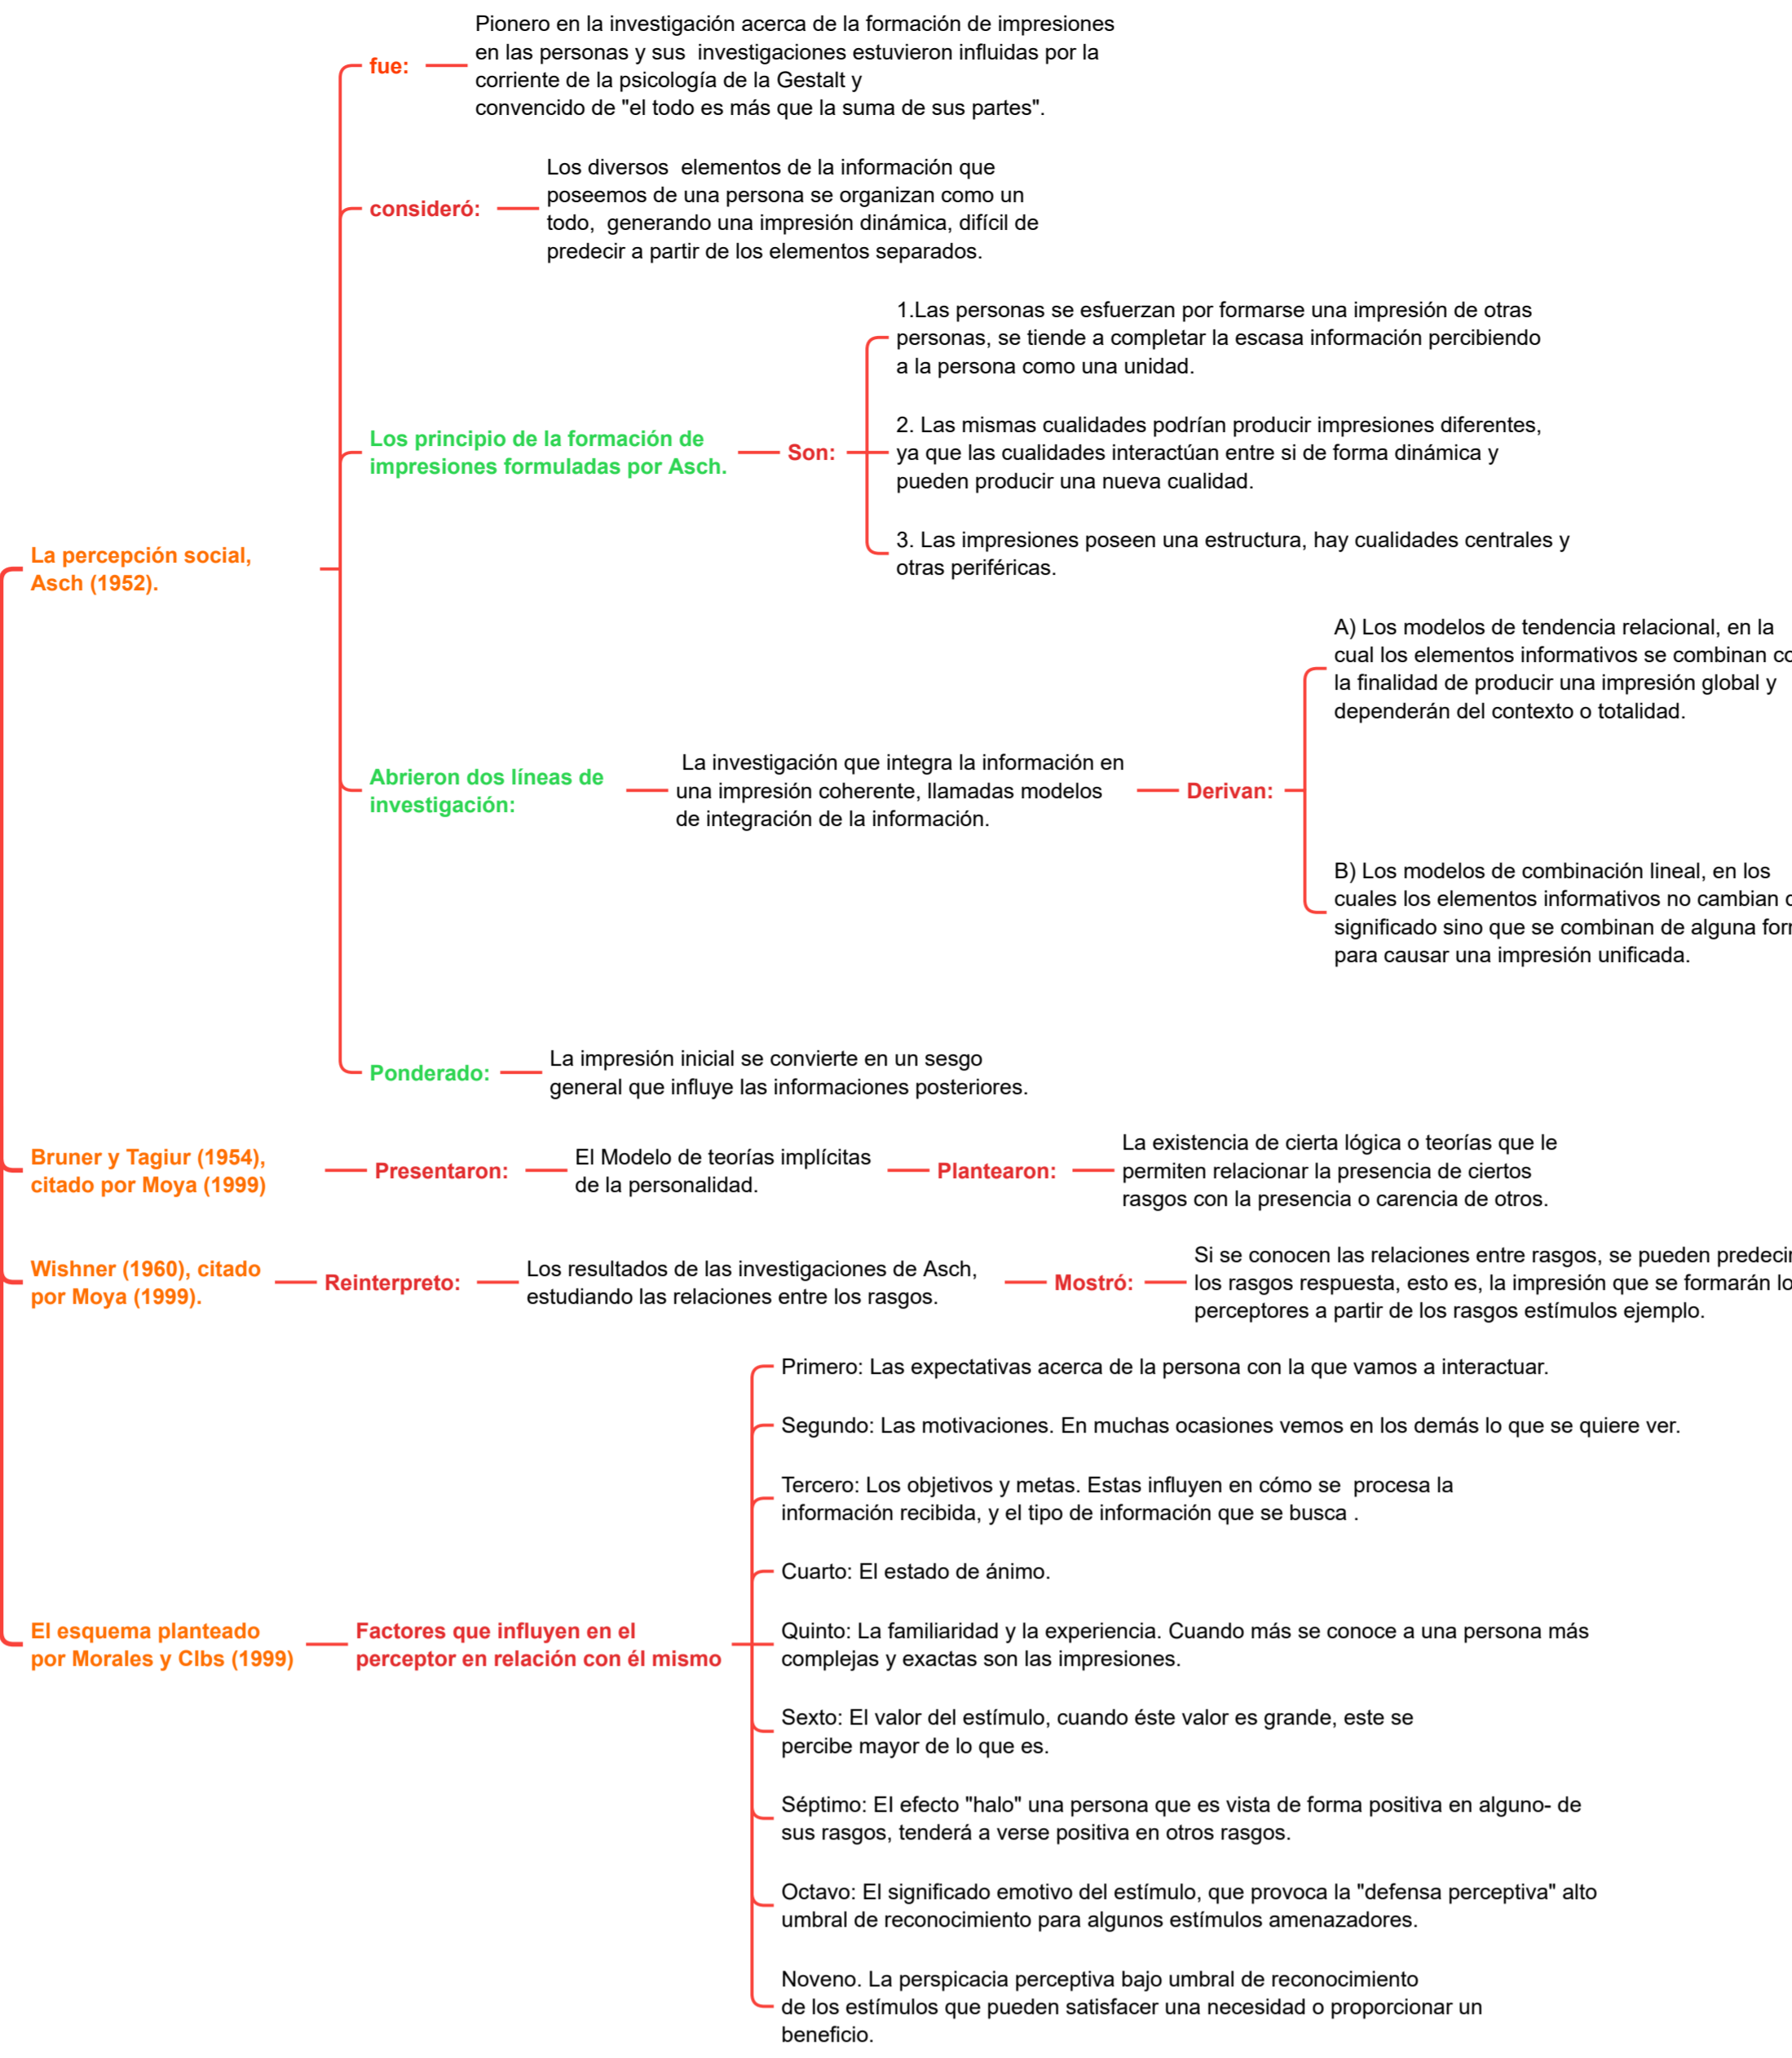 Pionero en la investigación acerca de la formación de impresiones
en las personas y sus  investigaciones estuvieron influidas por la
fue:
corriente de la psicología de la Gestalt y
convencido de "el todo es más que la suma de sus partes".
Los diversos  elementos de la información que
poseemos de una persona se organizan como un
consideró:
todo,  generando una impresión dinámica, difícil de
predecir a partir de los elementos separados.
Los principio de la formación de
impresiones formuladas por Asch.
Son:
1.Las personas se esfuerzan por formarse una impresión de otras
personas, se tiende a completar la escasa información percibiendo
a la persona como una unidad.
2. Las mismas cualidades podrían producir impresiones diferentes,
ya que las cualidades interactúan entre si de forma dinámica y
pueden producir una nueva cualidad.
3. Las impresiones poseen una estructura, hay cualidades centrales y
otras periféricas.
La percepción social,
Asch (1952).
Abrieron dos líneas de
investigación:
La investigación que integra la información en
una impresión coherente, llamadas modelos
de integración de la información.
Derivan:
A) Los modelos de tendencia relacional, en la
cual los elementos informativos se combinan
la finalidad de producir una impresión global y
dependerán del contexto o totalidad.
B) Los modelos de combinación lineal, en los
cuales los elementos informativos no cambian
significado sino que se combinan de alguna
para causar una impresión unificada.
Ponderado:
La impresión inicial se convierte en un sesgo
general que influye las informaciones posteriores.
Bruner y Tagiur (1954),
citado por Moya (1999)
Presentaron:
El Modelo de teorías implícitas
de la personalidad.
Plantearon:
La existencia de cierta lógica o teorías que le
permiten relacionar la presencia de ciertos
rasgos con la presencia o carencia de otros.
Wishner (1960), citado
por Moya (1999).
Reinterpreto:
Los resultados de las investigaciones de Asch,
estudiando las relaciones entre los rasgos.
Mostró:
Si se conocen las relaciones entre rasgos, se pueden predecir
los rasgos respuesta, esto es, la impresión que se formarán
perceptores a partir de los rasgos estímulos ejemplo.
El esquema planteado
por Morales y Clbs (1999)
Factores que influyen en el
perceptor en relación con él mismo
Primero: Las expectativas acerca de la persona con la que vamos a interactuar.
Segundo: Las motivaciones. En muchas ocasiones vemos en los demás lo que se quiere ver.
Tercero: Los objetivos y metas. Estas influyen en cómo se  procesa la
información recibida, y el tipo de información que se busca .
Cuarto: El estado de ánimo.
Quinto: La familiaridad y la experiencia. Cuando más se conoce a una persona más
complejas y exactas son las impresiones.
Sexto: El valor del estímulo, cuando éste valor es grande, este se
percibe mayor de lo que es.
Séptimo: El efecto "halo" una persona que es vista de forma positiva en alguno- de
sus rasgos, tenderá a verse positiva en otros rasgos.
Octavo: El significado emotivo del estímulo, que provoca la "defensa perceptiva" alto
umbral de reconocimiento para algunos estímulos amenazadores.
Noveno. La perspicacia perceptiva bajo umbral de reconocimiento
de los estímulos que pueden satisfacer una necesidad o proporcionar un
beneficio.